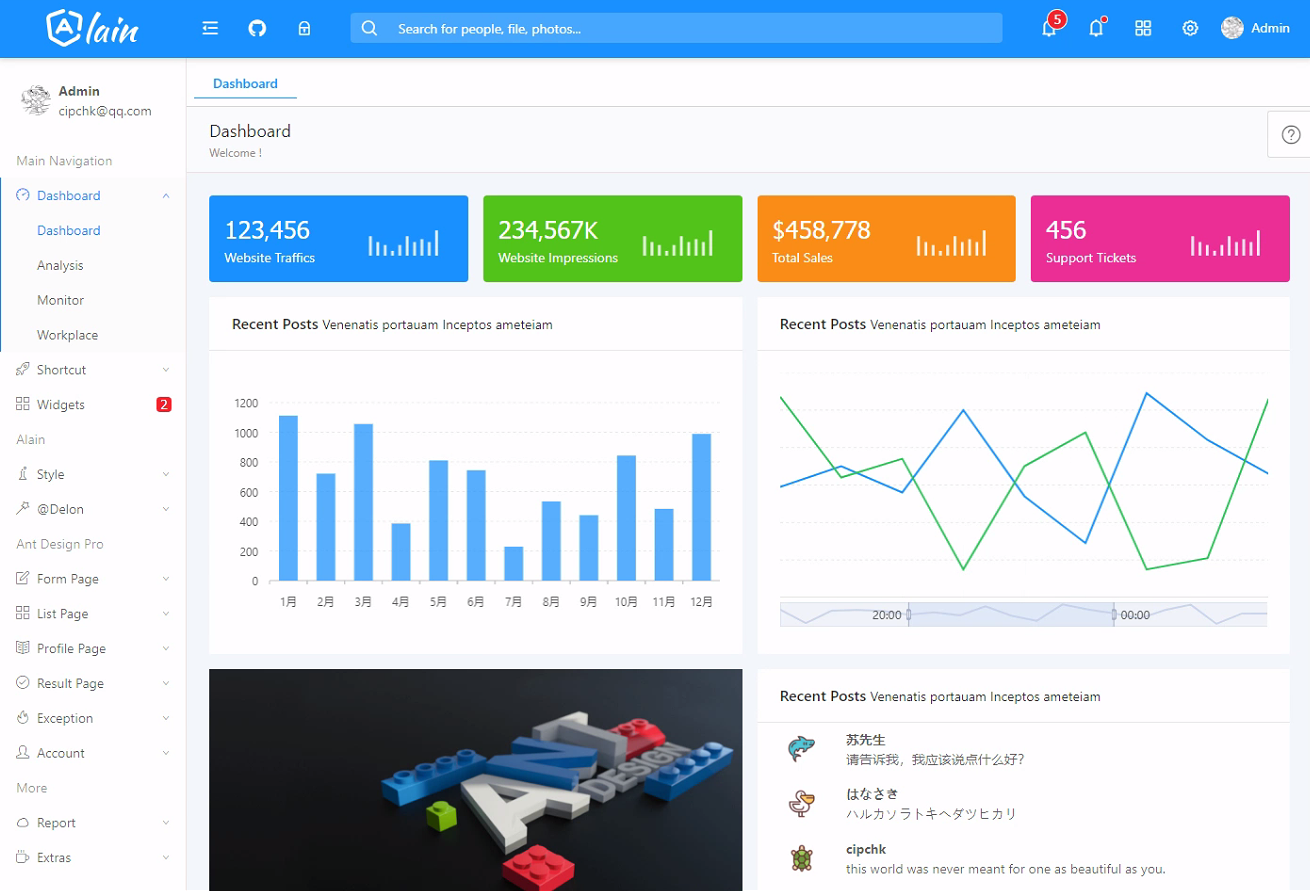 Alain
Search for people, file, photos...
5
Admin
Admin
cipchk@qq.com
Main Navigation
Dashboard
Dashboard
Analysis
Monitor
Workplace
Shortcut
Widgets
2
Alain
Style
@Delon
Ant Design Pro
Form Page
List Page
Profile Page
Result Page
Exception
Account
More
Report
Extras
Dashboard
Dashboard
Welcome !
123,456
Website Traffics
234,567K
Website Impressions
$458,778
Total Sales
456
Support Tickets
Recent Posts Venenatis portauam Inceptos ameteiam
1200
1000
800
600
400
200
0
1月 2月 3月 4月 5月 6月 7月 8月 9月 10月 11月 12月
Recent Posts Venenatis portauam Inceptos ameteiam
20:00
00:00
ANT
DESIGN
Recent Posts Venenatis portauam Inceptos ameteiam
苏先生
请告诉我，我应该说点什么好？
はなさき
ハルカソラトキヘダツヒカリ
cipchk
this world was never meant for one as beautiful as you.